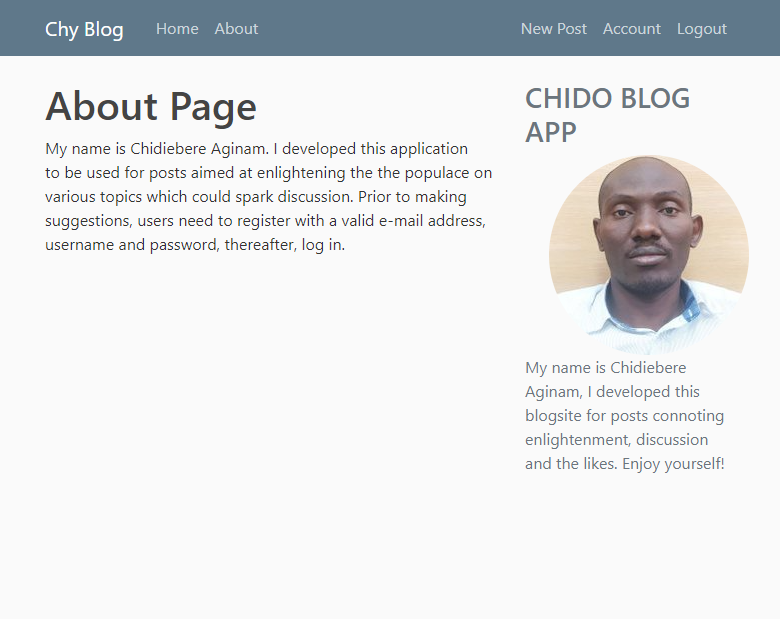 Chy Blog Home About New Post Account Logout
About Page
My name is Chidiebere Aginam. I developed this application
to be used for posts aimed at enlightening the the populace on
various topics which could spark discussion. Prior to making
suggestions, users need to register with a valid e-mail address,
username and password, thereafter, log in.
CHIDO BLOG
APP
My name is Chidiebere
Aginam, I developed this
blogsite for posts connoting
enlightenment, discussion
and the likes. Enjoy yourself!